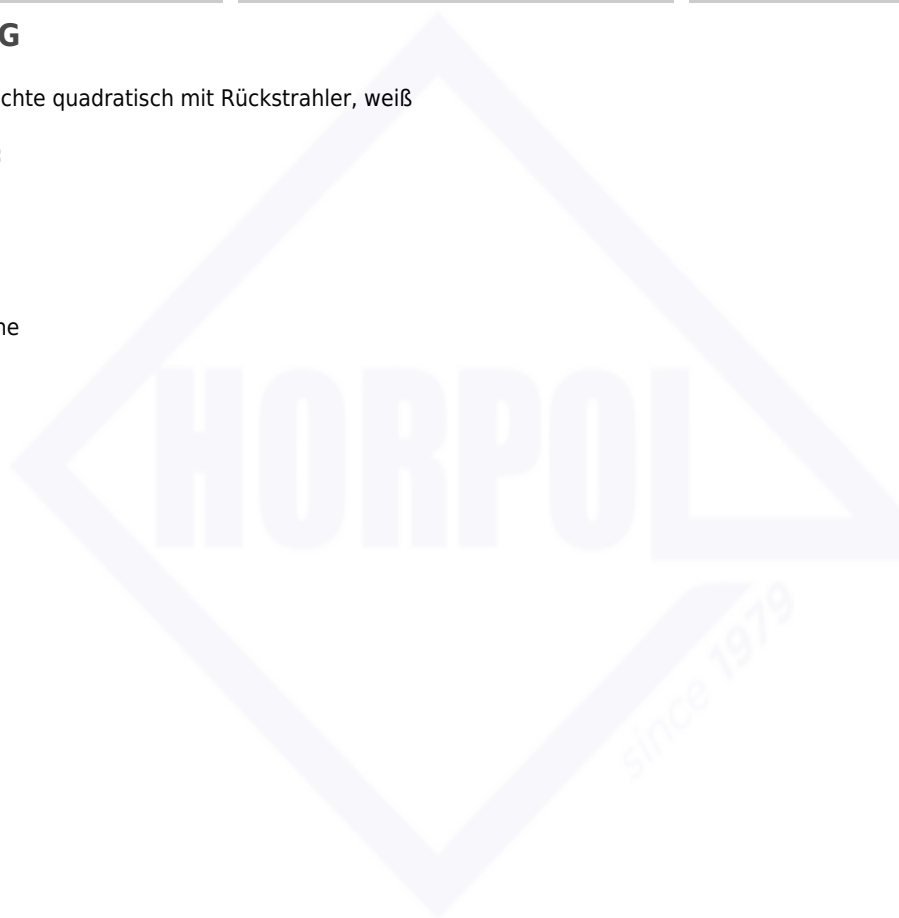 G
chte quadratisch mit Rückstrahler, weiß
ne
HORPOL
since 1979